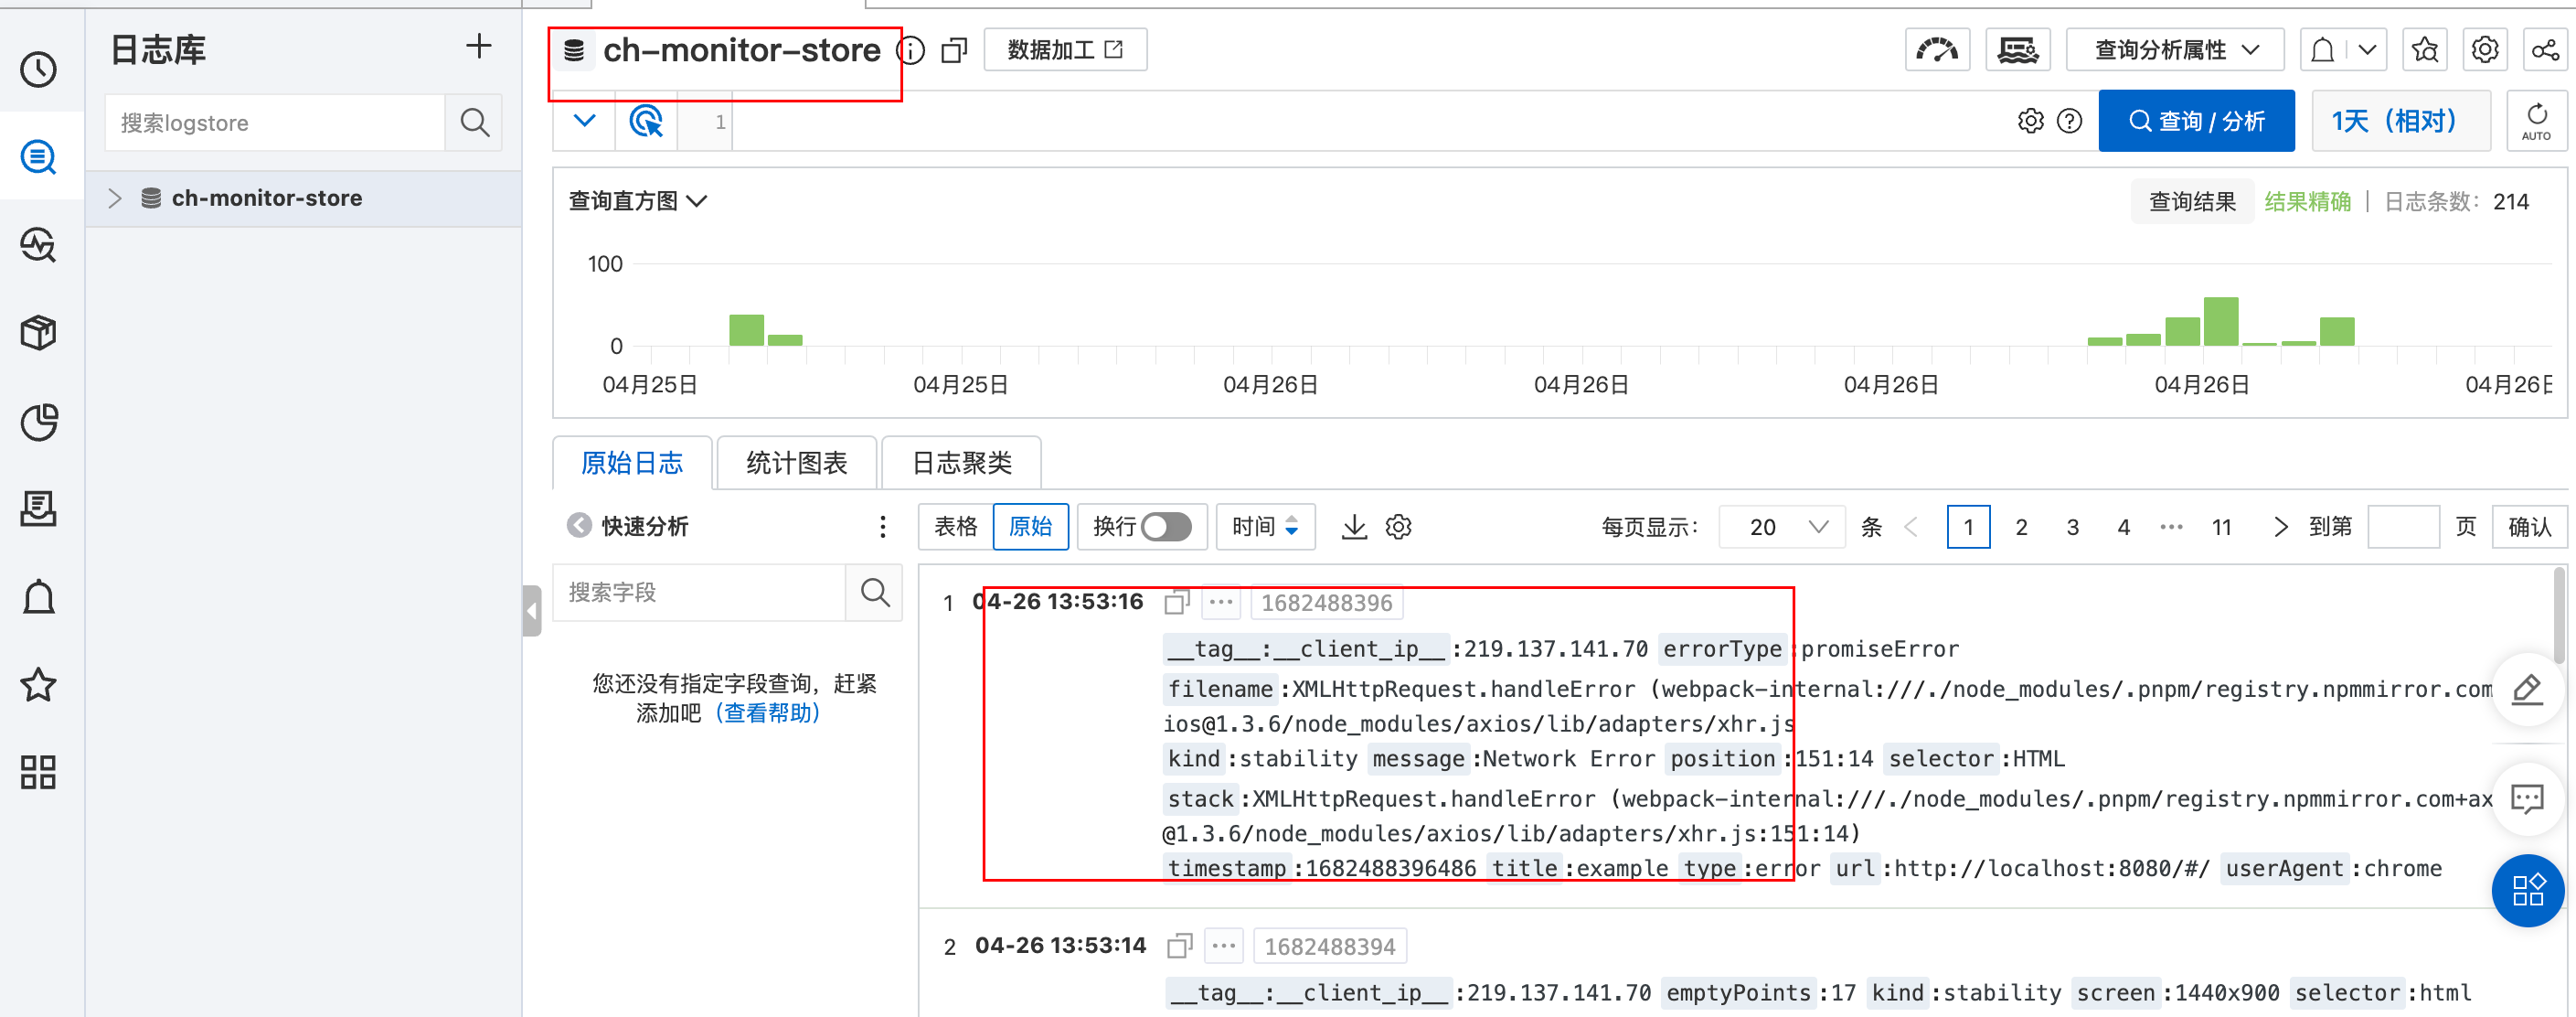 日志库
搜索logstore
ch-monitor-store
ch-monitor-store
数据加工
查询分析属性
1
查询 / 分析
1天（相对）
AUTO
查询直方图
查询结果 结果精确 | 日志条数：214
100
0
04月25日 04月25日 04月26日 04月26日 04月26日 04月26日 04月26日
原始日志 统计图表 日志聚类
快速分析
表格 原始 换行 时间 每页显示： 20 条 1 2 3 4 ... 11 到第 页 确认
搜索字段
您还没有指定字段查询，赶紧
添加吧（查看帮助）
1 04-26 13:53:16 ... 1682488396
__tag__:__client_ip__:219.137.141.70 errorType:promiseError
filename:XMLHttpRequest.handleError (webpack-internal:///./node_modules/.pnpm/registry.npmmirror.com
ios@1.3.6/node_modules/axios/lib/adapters/xhr.js
kind:stability message:Network Error position:151:14 selector:HTML
stack:XMLHttpRequest.handleError (webpack-internal:///./node_modules/.pnpm/registry.npmmirror.com+ax
@1.3.6/node_modules/axios/lib/adapters/xhr.js:151:14)
timestamp:1682488396486 title:example type:error url:http://localhost:8080/#/ userAgent:chrome
2 04-26 13:53:14 ... 1682488394
__tag__:__client_ip__:219.137.141.70 emptyPoints:17 kind:stability screen:1440x900 selector:html